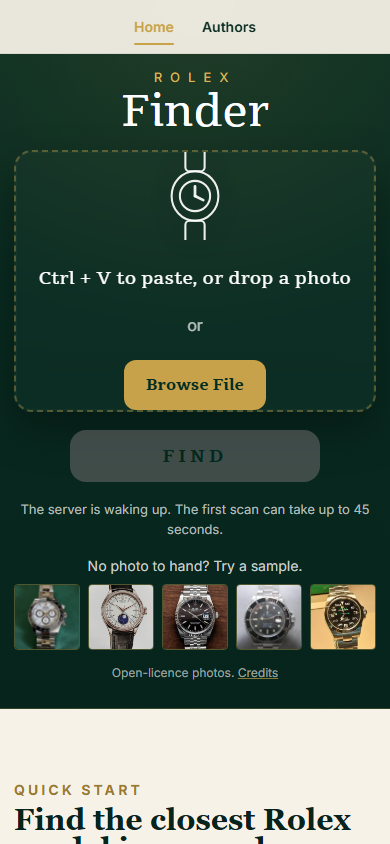 Home Authors
ROLEX
Finder
Ctrl + V to paste, or drop a photo
or
Browse File
FIND
The server is waking up. The first scan can take up to 45
seconds.
No photo to hand? Try a sample.
Open-licence photos. Credits
QUICK START
Find the closest Rolex